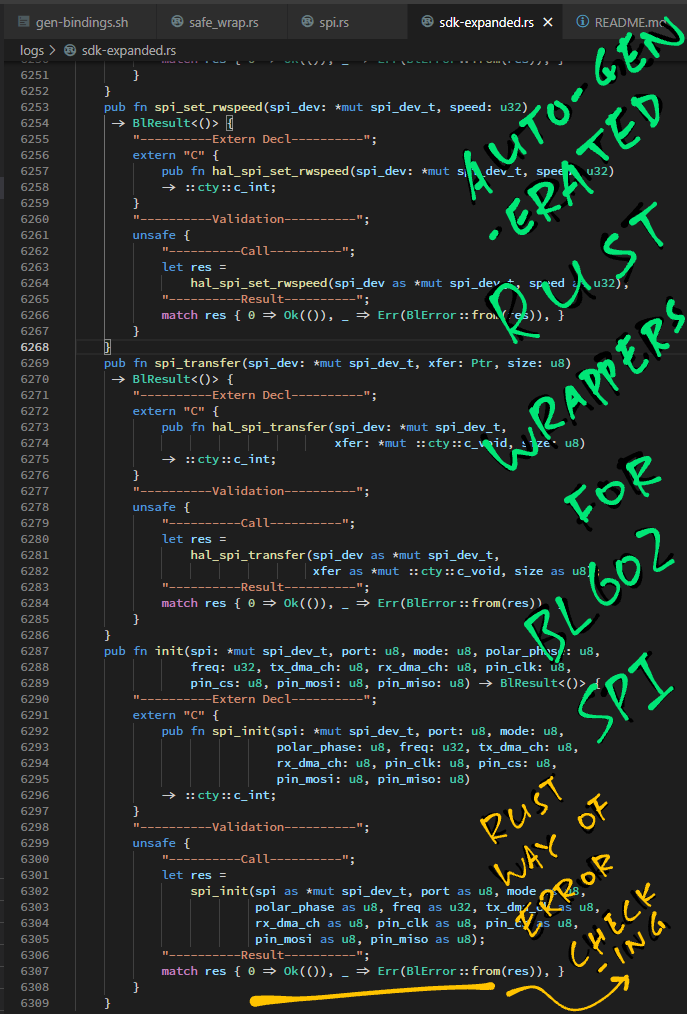 gen-bindings.sh safe_wrap.rs spi.rs sdk-expanded.rs × README.md
logs > sdk-expanded.rs
6251 }
6252 }
6253 pub fn spi_set_rwspeed(spi_dev: *mut spi_dev_t, speed: u32)
6254 → BlResult<()> {
6255 "----------Extern Decl----------";
6256 extern "C" {
6257 pub fn hal_spi_set_rwspeed(spi_dev: *mut spi_dev_t, speed: u32)
6258 → ::cty::c_int;
6259 }
6260 "----------Validation----------";
6261 unsafe {
6262 "----------Call----------";
6263 let res =
6264 hal_spi_set_rwspeed(spi_dev as *mut spi_dev_t, speed as u32);
6265 "----------Result----------";
6266 match res { 0 ⇒ Ok(()), _ ⇒ Err(BlError::from(res)), }
6267 }
6268 }
6269 pub fn spi_transfer(spi_dev: *mut spi_dev_t, xfer: Ptr, size: u8)
6270 → BlResult<()> {
6271 "----------Extern Decl----------";
6272 extern "C" {
6273 pub fn hal_spi_transfer(spi_dev: *mut spi_dev_t,
6274 xfer: *mut ::cty::c_void, size: u8)
6275 → ::cty::c_int;
6276 }
6277 "----------Validation----------";
6278 unsafe {
6279 "----------Call----------";
6280 let res =
6281 hal_spi_transfer(spi_dev as *mut spi_dev_t,
6282 xfer as *mut ::cty::c_void, size as u8);
6283 "----------Result----------";
6284 match res { 0 ⇒ Ok(()), _ ⇒ Err(BlError::from(res))
6285 }
6286 }
6287 pub fn init(spi: *mut spi_dev_t, port: u8, mode: u8, polar_phase: u8,
6288 freq: u32, tx_dma_ch: u8, rx_dma_ch: u8, pin_clk: u8,
6289 pin_cs: u8, pin_mosi: u8, pin_miso: u8) → BlResult<()> {
6290 "----------Extern Decl----------";
6291 extern "C" {
6292 pub fn spi_init(spi: *mut spi_dev_t, port: u8, mode: u8,
6293 polar_phase: u8, freq: u32, tx_dma_ch: u8,
6294 rx_dma_ch: u8, pin_clk: u8, pin_cs: u8,
6295 pin_mosi: u8, pin_miso: u8)
6296 → ::cty::c_int;
6297 }
6298 "----------Validation----------";
6299 unsafe {
6300 "----------Call----------";
6301 let res =
6302 spi_init(spi as *mut spi_dev_t, port as u8, mode as u8,
6303 polar_phase as u8, freq as u32, tx_dma_ch as u8,
6304 rx_dma_ch as u8, pin_clk as u8, pin_cs as u8,
6305 pin_mosi as u8, pin_miso as u8);
6306 "----------Result----------";
6307 match res { 0 ⇒ Ok(()), _ ⇒ Err(BlError::from(res)), }
6308 }
6309 }
AUTO-GEN
-ERATED
RUST
WRAPPERS
FOR
BL602
SPI
RUST
WAY OF
ERROR
CHECK
-ING